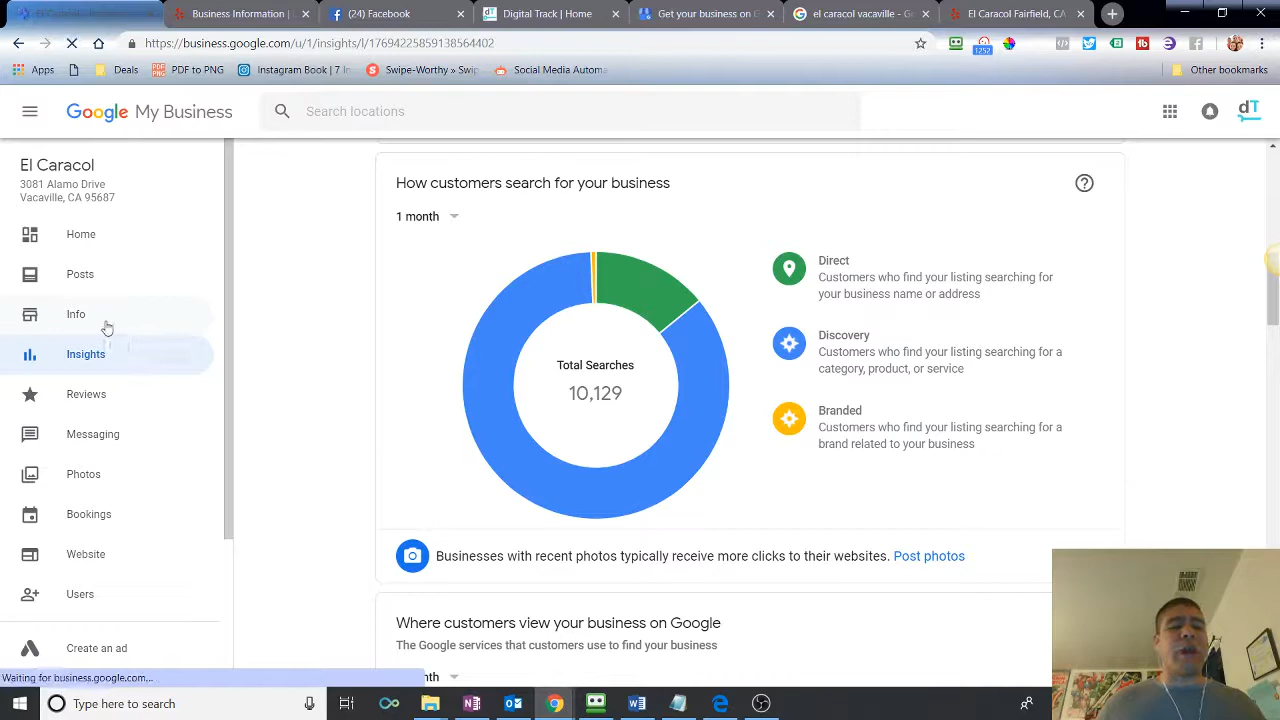 Business Information |
(24) Facebook
Digital Track | Home
Get your business on E
el caracol vacaville - G
El Caracol Fairfield, CA
https://business.google.com/u/1/insights/l/17694225859138564402
1252
Apps
Deals
PDF to PNG
Instagram Book | 7 In
Swipe-Worthy » Swip
Social Media Automa
Other bookmarks
Google My Business
Search locations
dT
El Caracol
3081 Alamo Drive
Vacaville, CA 95687
Home
Posts
Info
Insights
Reviews
Messaging
Photos
Bookings
Website
Users
Create an ad
How customers search for your business
1 month
Total Searches
10,129
Direct
Customers who find your listing searching for
your business name or address
Discovery
Customers who find your listing searching for a
category, product, or service
Branded
Customers who find your listing searching for a
brand related to your business
Businesses with recent photos typically receive more clicks to their websites. Post photos
Where customers view your business on Google
The Google services that customers use to find your business
nth
Waiting for business.google.com...
Type here to search